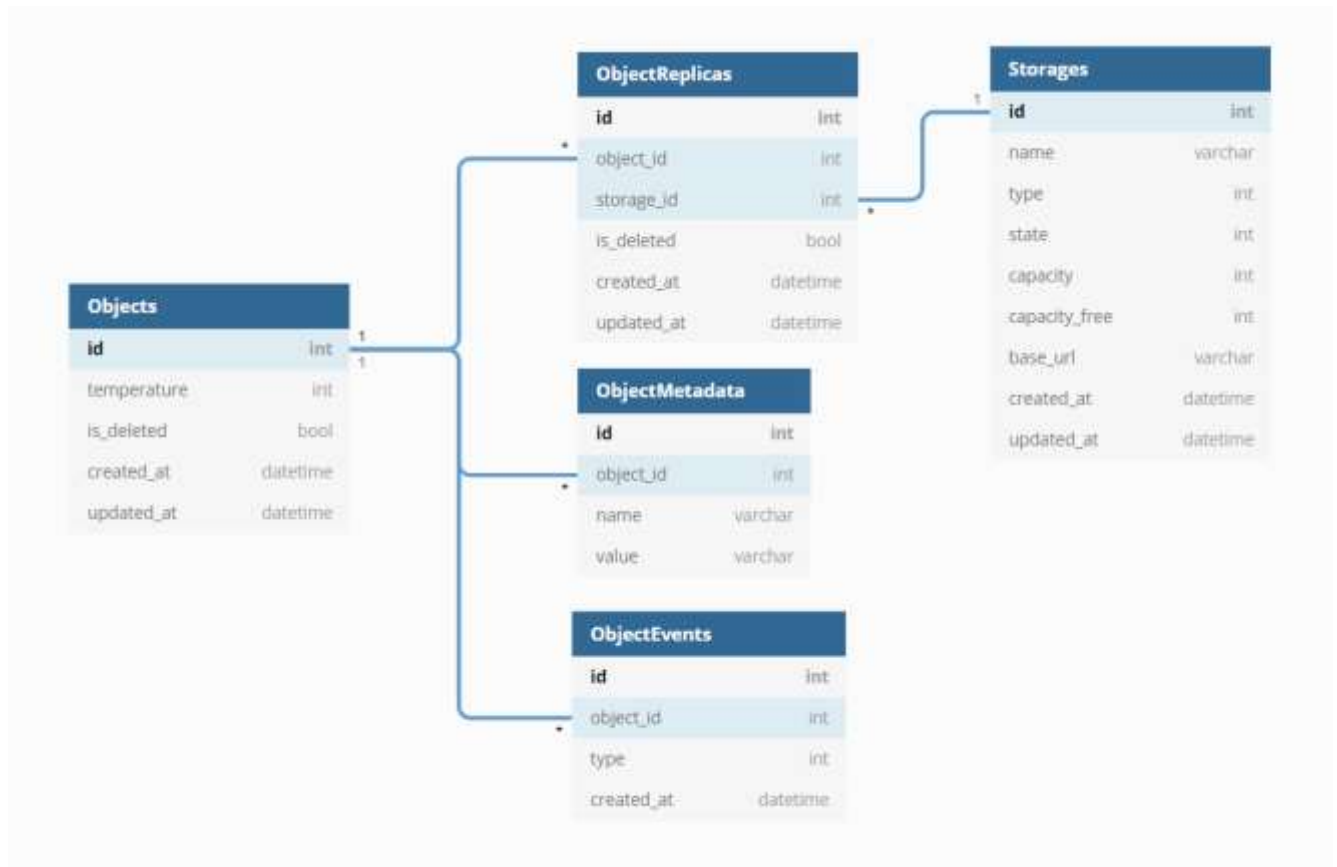 Objects
id int
temperature int
is_deleted bool
created_at datetime
updated_at datetime
1
1
ObjectReplicas
id int
* object_id int
storage_id int *
is_deleted bool
created_at datetime
updated_at datetime
ObjectMetadata
id int
* object_id int
name varchar
value varchar
ObjectEvents
id int
* object_id int
type int
created_at datetime
Storages
1 id int
name varchar
type int
state int
capacity int
capacity_free int
base_url varchar
created_at datetime
updated_at datetime